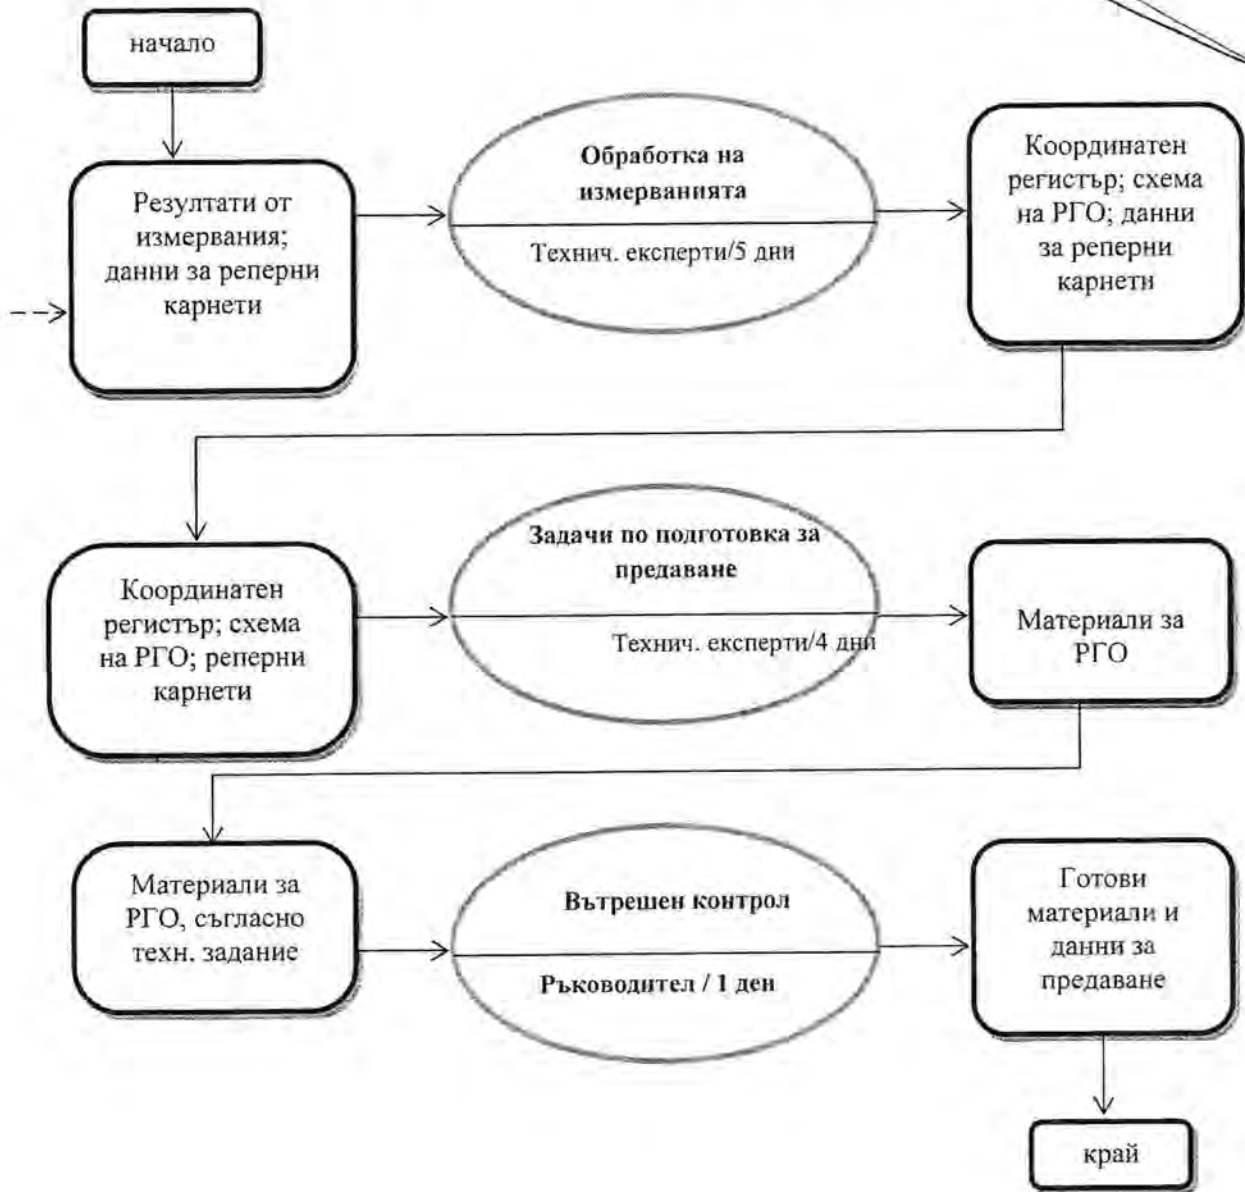 начало
Резултати от
измервания;
данни за реперни
карнети
Обработка на
измерванията
Технич. експерти/5 дни
Координатен
регистър; схема
на РГО; данни
за реперни
карнети
Координатен
регистър; схема
на РГО; реперни
карнети
Задачи по подготовка за
предаване
Технич. експерти/4 дни
Материали за
РГО
Материали за
РГО, съгласно
техн. задание
Вътрешен контрол
Ръководител / 1 ден
Готови
материали и
данни за
предаване
край